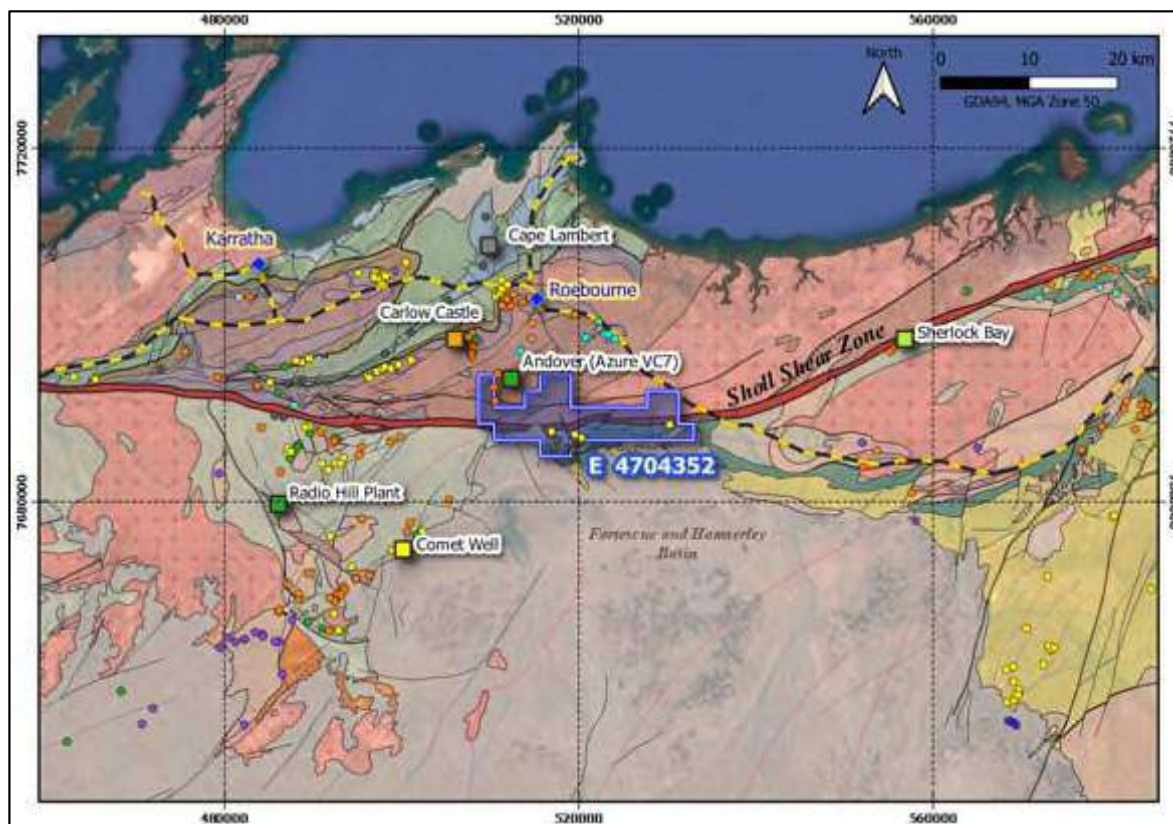 480000 520000 560000
North
0 10 20 km
GDA94, MGA Zone 50
7720000
7720000
Karratha
Cape Lambert
Roebourne
Carlow Castle
Sherlock Bay
Sholl Shear Zone
Andover (Azure VC7)
E 4704352
7680000
7680000
Radio Hill Plant
Comet Well
Fortescue and Hamersley
Basin
480000 520000 560000